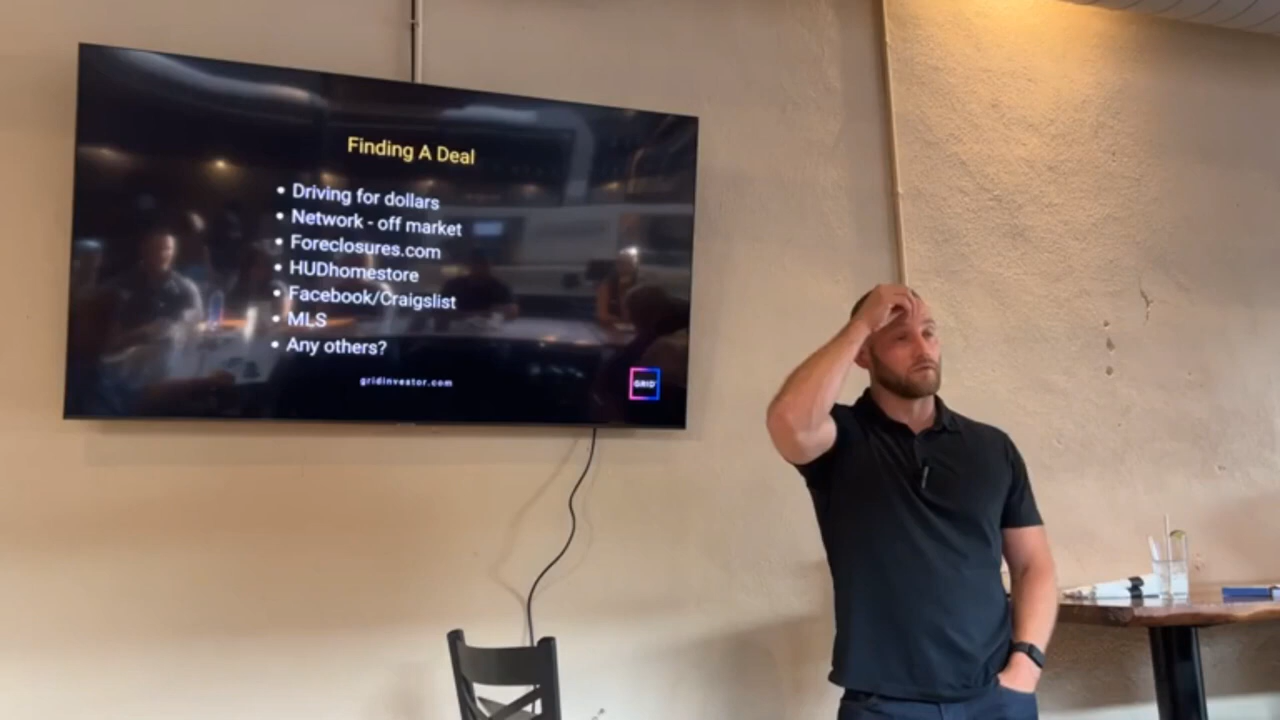 Finding A Deal
• Driving for dollars
• Network - off market
• Foreclosures.com
• HUDhomestore
• Facebook/Craigslist
• MLS
• Any others?
gridinvestor.com
GRID